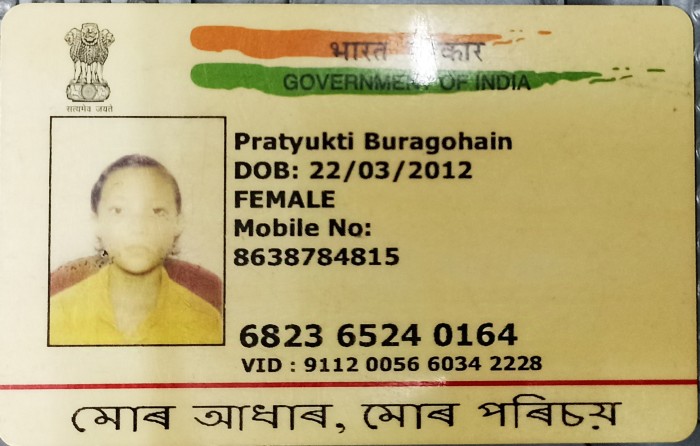 भारत
GOVERNMENT OF INDIA
सत्यमेव जयते
Pratyukti Buragohain
DOB: 22/03/2012
FEMALE
Mobile No:
8638784815
6823 6524 0164
VID : 9112 0056 6034 2228
মোৰ আধাৰ, মোৰ পৰিচয়